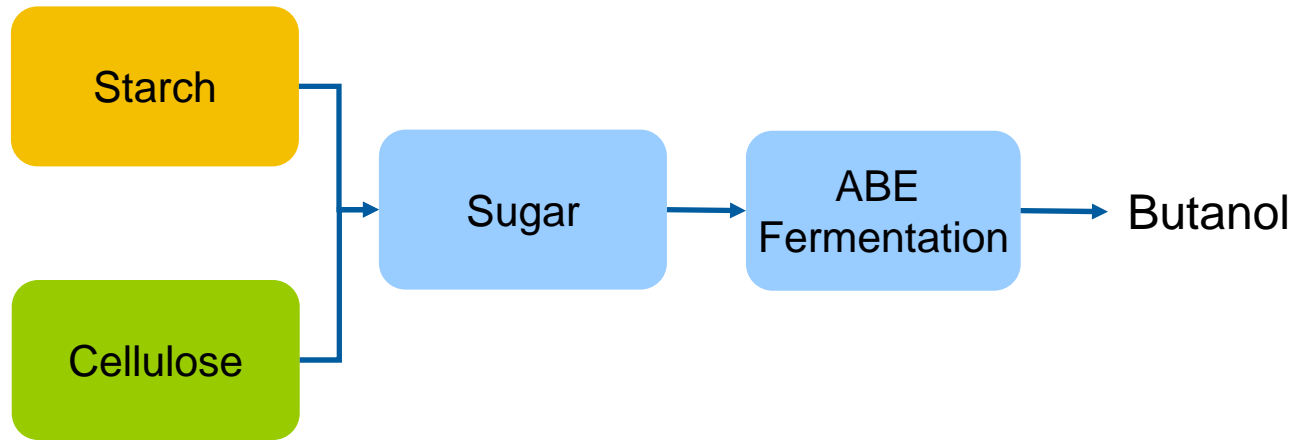 Starch
Cellulose
Sugar
ABE
Fermentation
Butanol